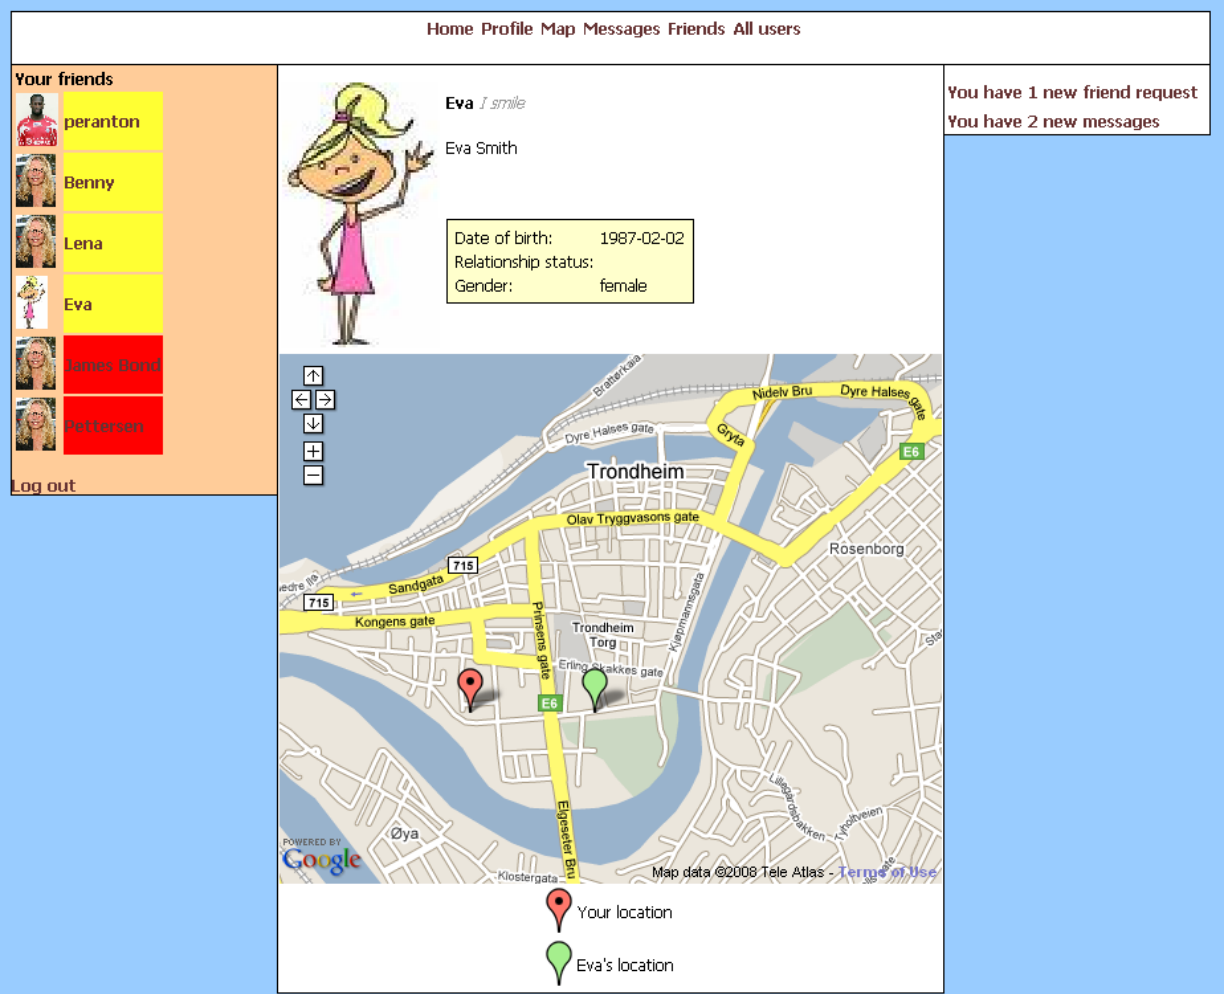 Home Profile Map Messages Friends All users
Your friends
peranton
Benny
Lena
Eva
James Bond
Pettersen
Log out
Eva I smile
Eva Smith
Date of birth: 1987-02-02
Relationship status:
Gender: female
You have 1 new friend request
You have 2 new messages
Brattørkaia
Nidelv Bru
Dyre Halses gate
Dyre Halses gate
Gryta
E6
Trondheim
Olav Tryggvasons gate
Rosenborg
715
Sandgata
715
Kongens gate
Prinsens gate
Kjøpmannsgata
Trondheim
Torg
Erling Skakkes gate
E6
Lillegårdsbakken
Tyholtveien
Øya
Elgeseter Bru
POWERED BY
Google
Klostergata
Map data ©2008 Tele Atlas - Terms of Use
Your location
Eva's location